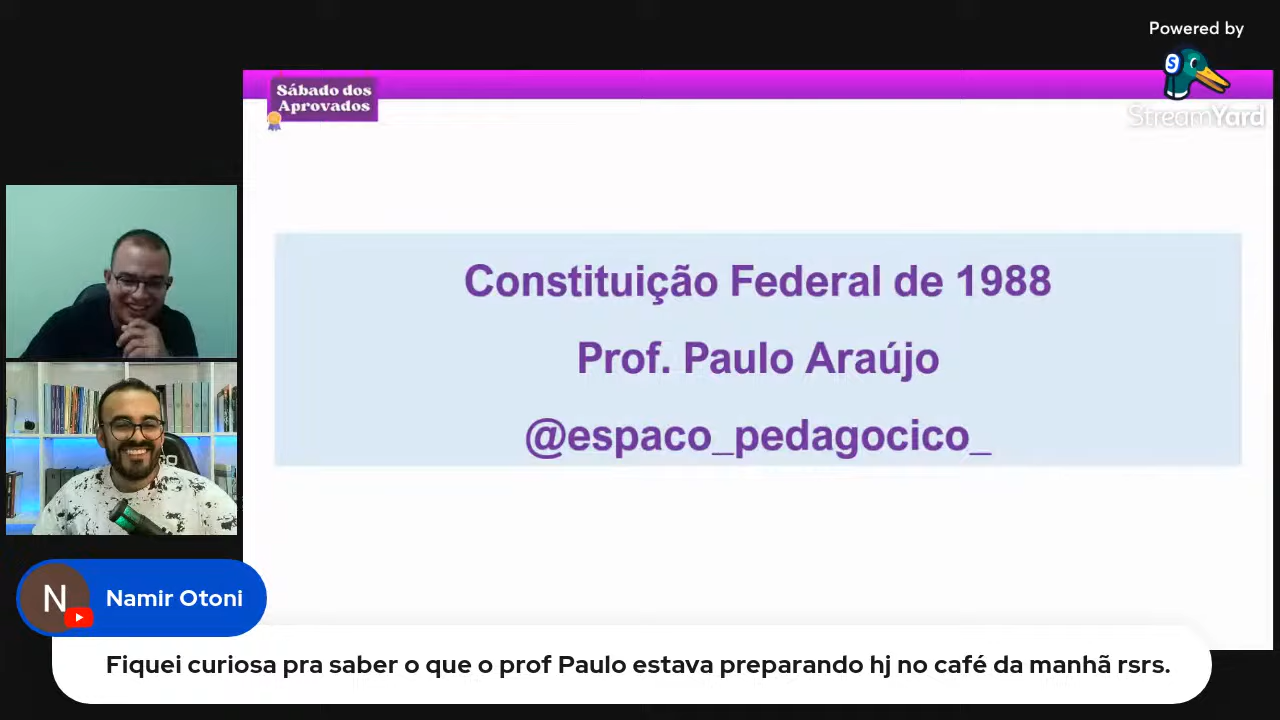 Powered by
StreamYard
Sábado dos
Aprovados
Constituição Federal de 1988
Prof. Paulo Araújo
@espaco_pedagocico_
N
Namir Otoni
Fiquei curiosa pra saber o que o prof Paulo estava preparando hj no café da manhã rsrs.